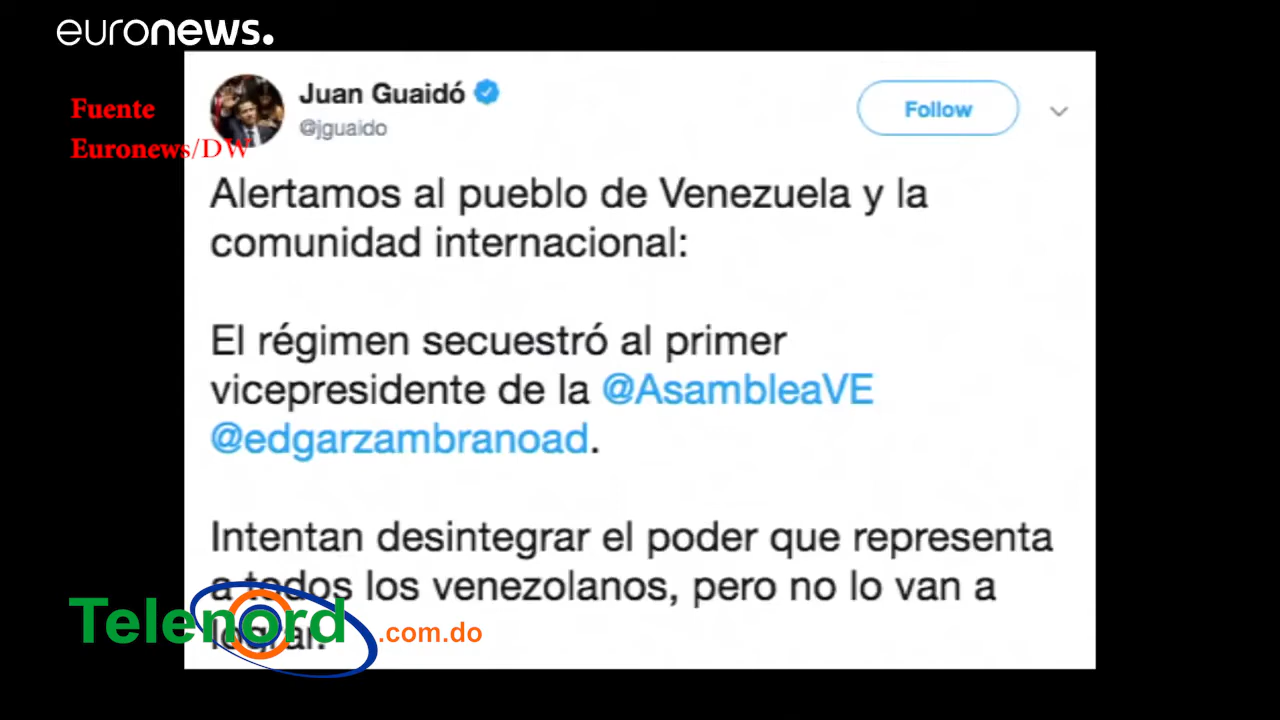 euronews.
Fuente
Euronews/DW
Juan Guaidó
@jguaido
Follow
Alertamos al pueblo de Venezuela y la
comunidad internacional:
El régimen secuestró al primer
vicepresidente de la @AsambleaVE
@edgarzambranoad.
Intentan desintegrar el poder que representa
a todos los venezolanos, pero no lo van a
lograr.
Telenord.com.do